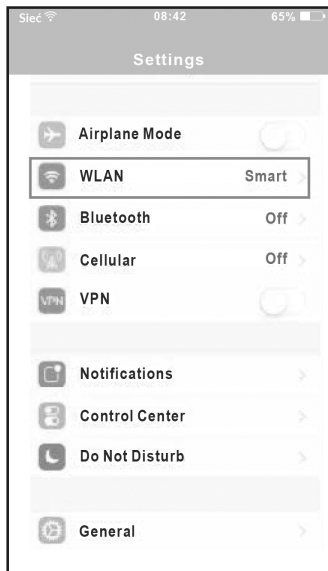 Sieć 08:42 65%
Settings
Airplane Mode
WLAN Smart
Bluetooth Off
Cellular Off
VPN VPN
Notifications
Control Center
Do Not Disturb
General